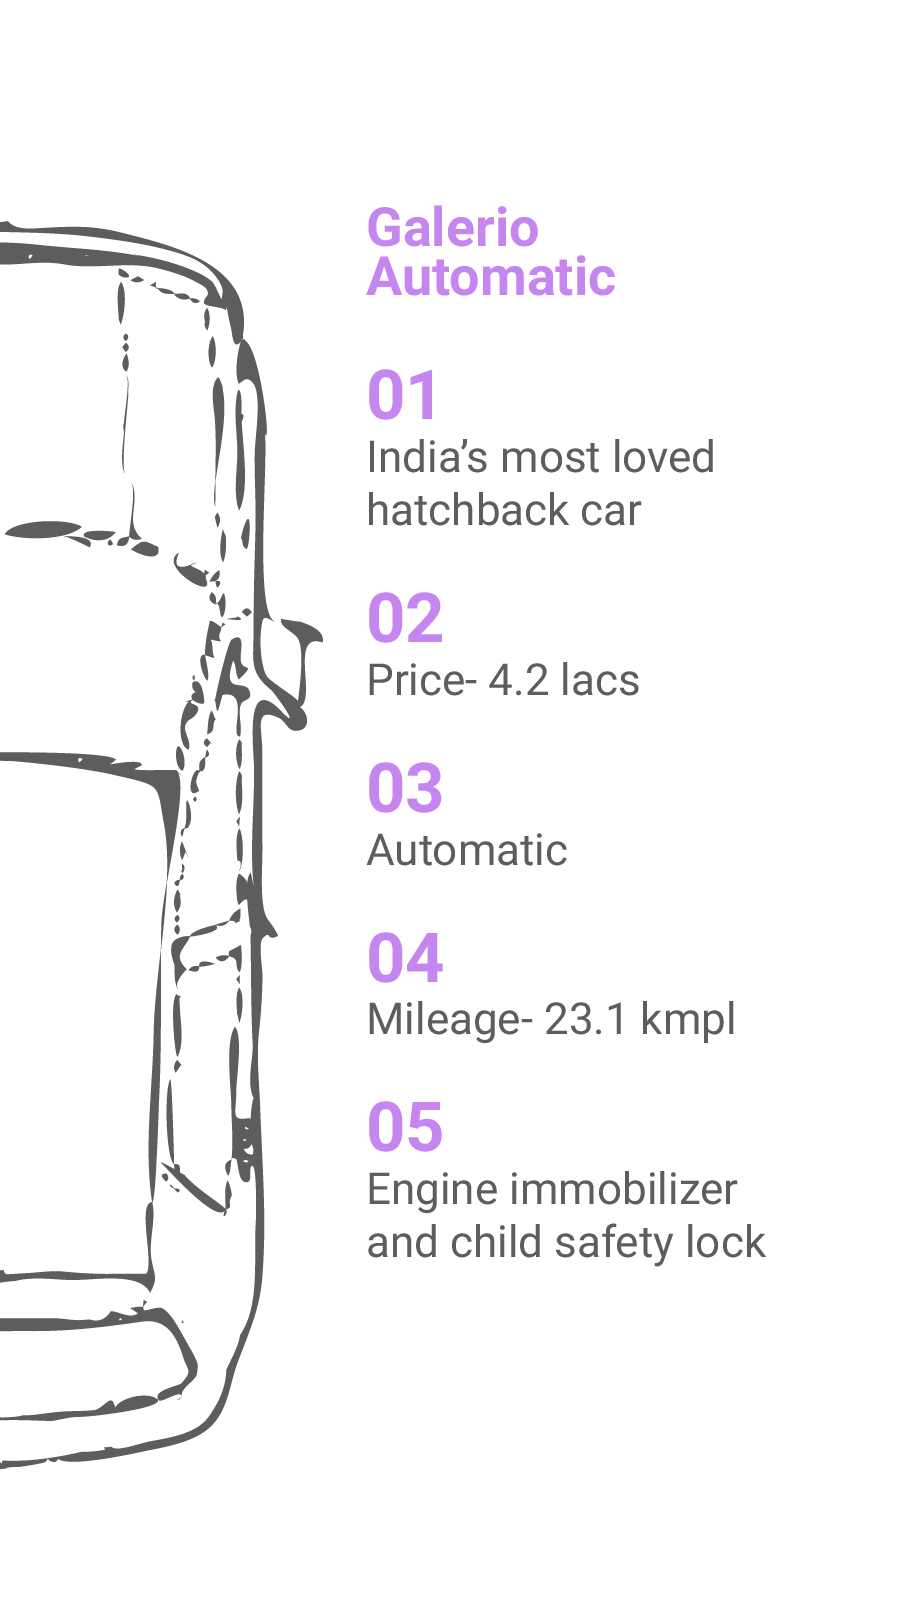 Galerio
Automatic
01
India’s most loved
hatchback car
02
Price- 4.2 lacs
03
Automatic
04
Mileage- 23.1 kmpl
05
Engine immobilizer
and child safety lock